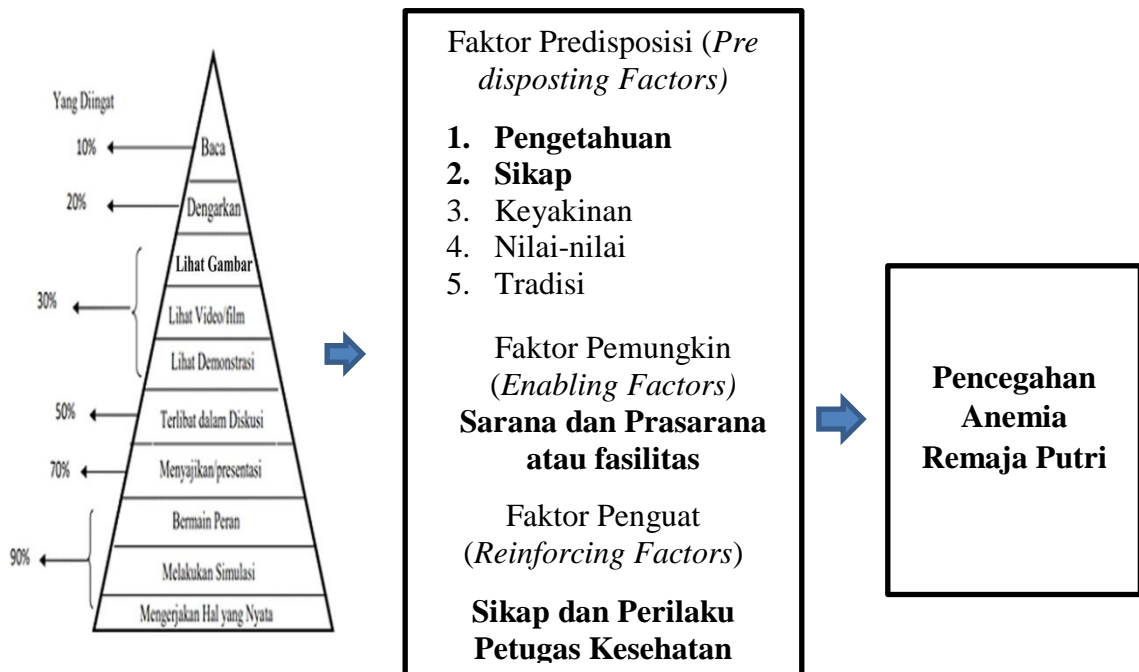 Yang Diingat
10%
Baca
20%
Dengarkan
Lihat Gambar
30%
Lihat Video/film
Lihat Demonstrasi
50%
Terlibat dalam Diskusi
70%
Menyajikan/presentasi
Bermain Peran
90%
Melakukan Simulasi
Mengerjakan Hal yang Nyata
Faktor Predisposisi (Pre
disposting Factors)
1. Pengetahuan
2. Sikap
3. Keyakinan
4. Nilai-nilai
5. Tradisi
Faktor Pemungkin
(Enabling Factors)
Sarana dan Prasarana
atau fasilitas
Faktor Penguat
(Reinforcing Factors)
Sikap dan Perilaku
Petugas Kesehatan
Pencegahan
Anemia
Remaja Putri